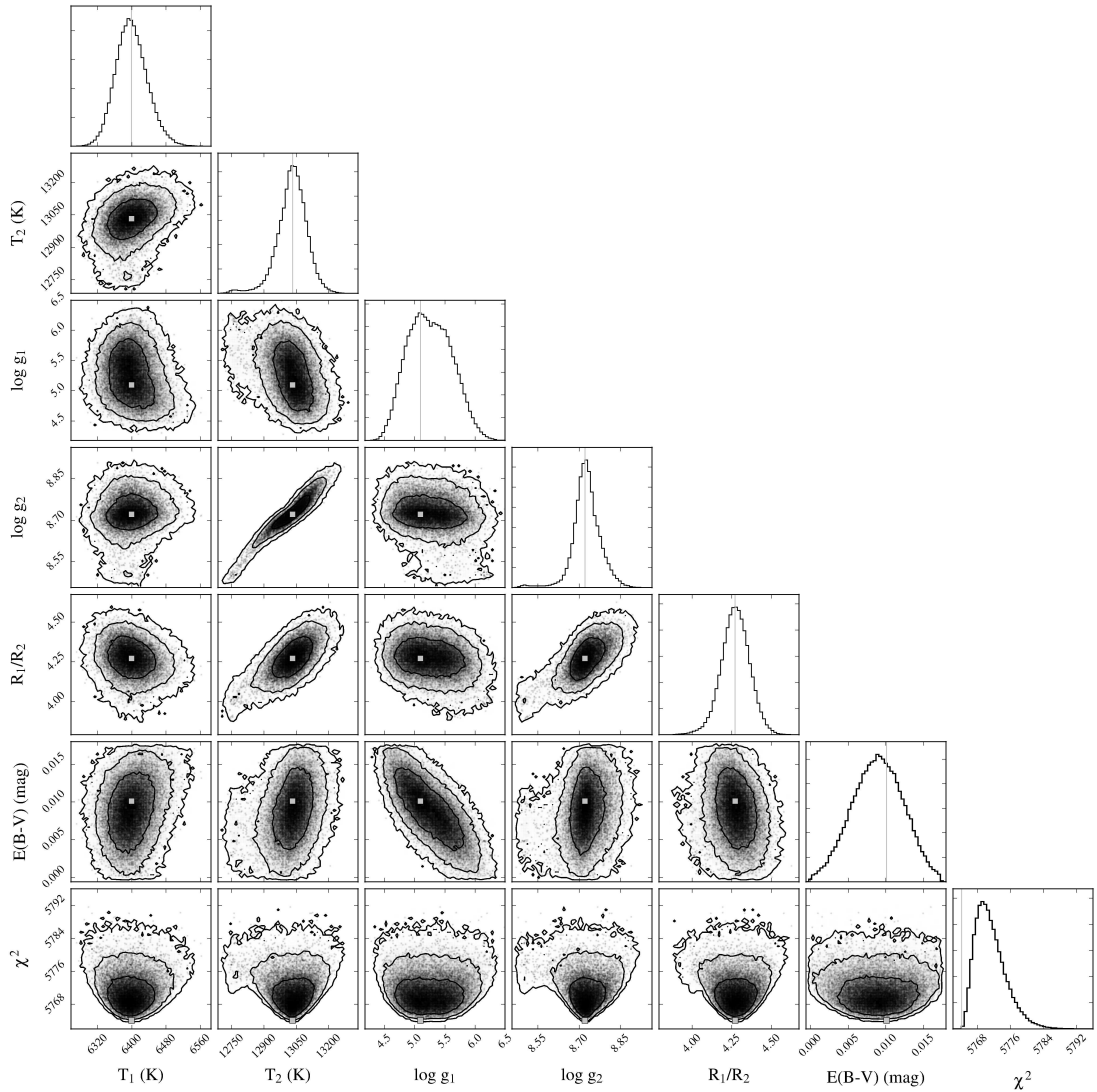 T₂ (K)
13200
13050
12900
12750
log g₁
6.5
6.0
5.5
5.0
4.5
log g₂
8.85
8.70
8.55
R₁/R₂
4.50
4.25
4.00
E(B-V) (mag)
0.015
0.010
0.005
0.000
χ²
5792
5784
5776
5768
6320 6400 6480 6560
12750 12900 13050 13200
4.5 5.0 5.5 6.0 6.5
8.55 8.70 8.85
4.00 4.25 4.50
0.000 0.005 0.010 0.015
5768 5776 5784 5792
T₁ (K) T₂ (K) log g₁ log g₂ R₁/R₂ E(B-V) (mag) χ²